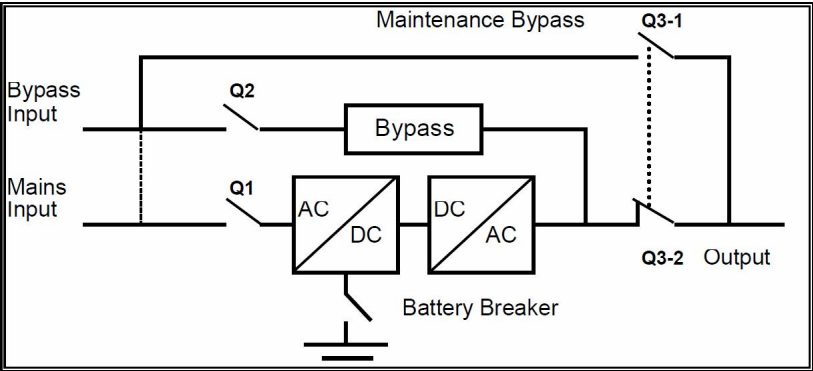 Maintenance Bypass
Q3-1
Bypass
Input
Q2
Bypass
Mains
Input
Q1
AC
DC
DC
AC
Q3-2
Output
Battery Breaker